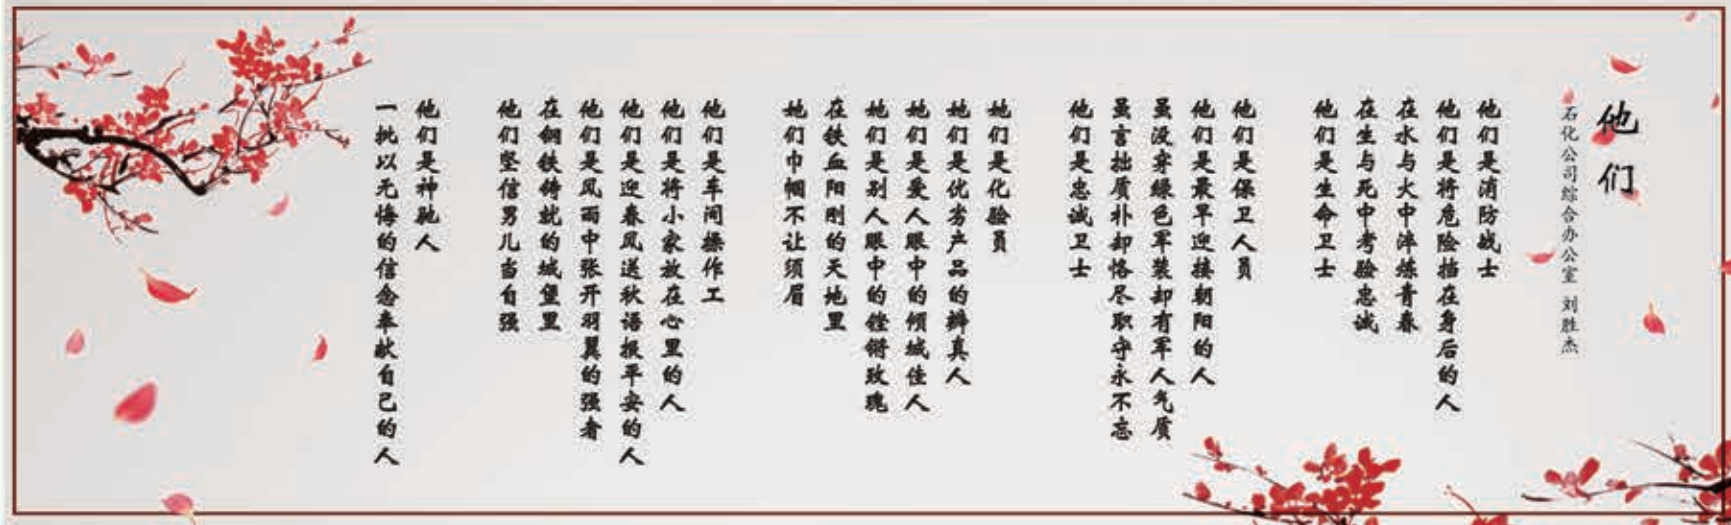 他们
石化公司综合办公室 刘胜杰
他们是消防战士
他们是将危险挡在身后的人
在水与火中淬炼青春
在生与死中考验忠诚
他们是生命卫士
他们是保卫人员
他们是最早迎接朝阳的人
虽没穿绿色军装却有军人气质
虽言拙质朴却恪尽职守永不忘
他们是忠诚卫士
她们是化验员
她们是优劣产品的辨真人
她们是爱人眼中的倾城佳人
她们是别人眼中的铿锵玫瑰
在铁血阳刚的天地里
她们巾帼不让须眉
他们是车间操作工
他们是将小家放在心里的人
他们是迎春风送秋语报平安的人
他们是风雨中张开羽翼的强者
在钢铁铸就的城堡里
他们坚信男儿当自强
他们是神驰人
一批以无悔的信念奉献自己的人